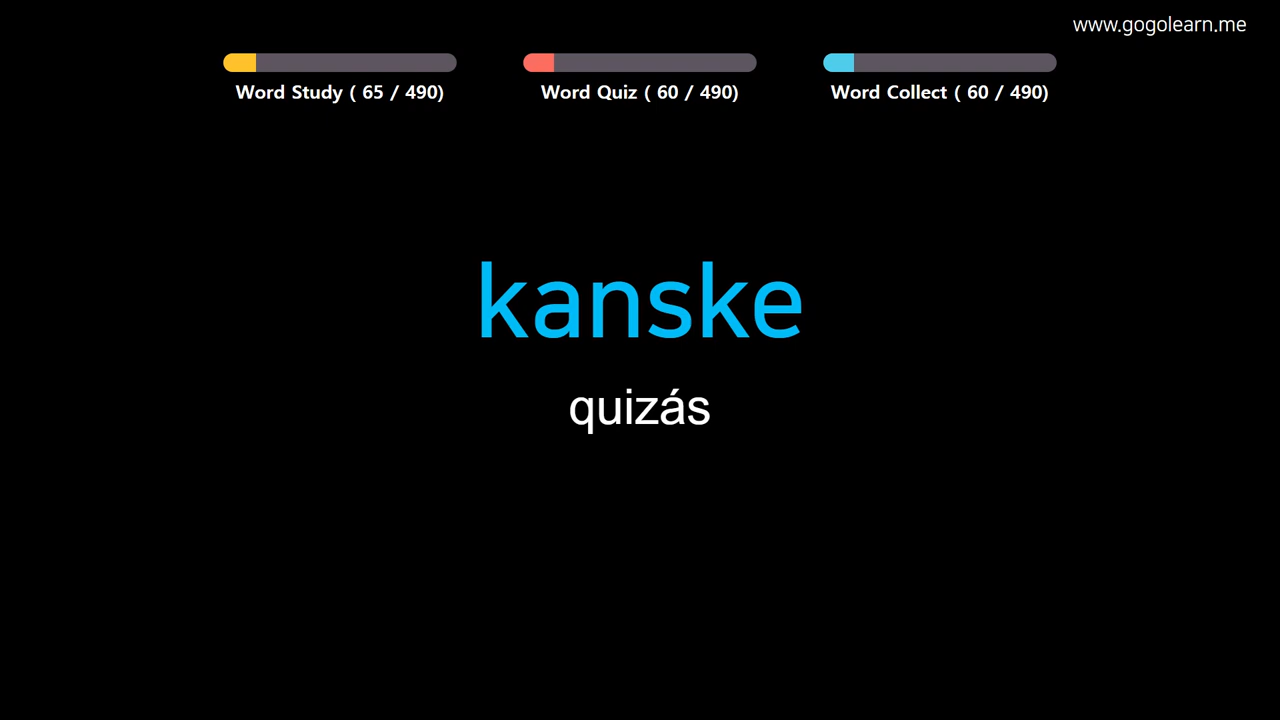 www.gogolearn.me
Word Study ( 65 / 490)
Word Quiz ( 60 / 490)
Word Collect ( 60 / 490)
kanske
quizás